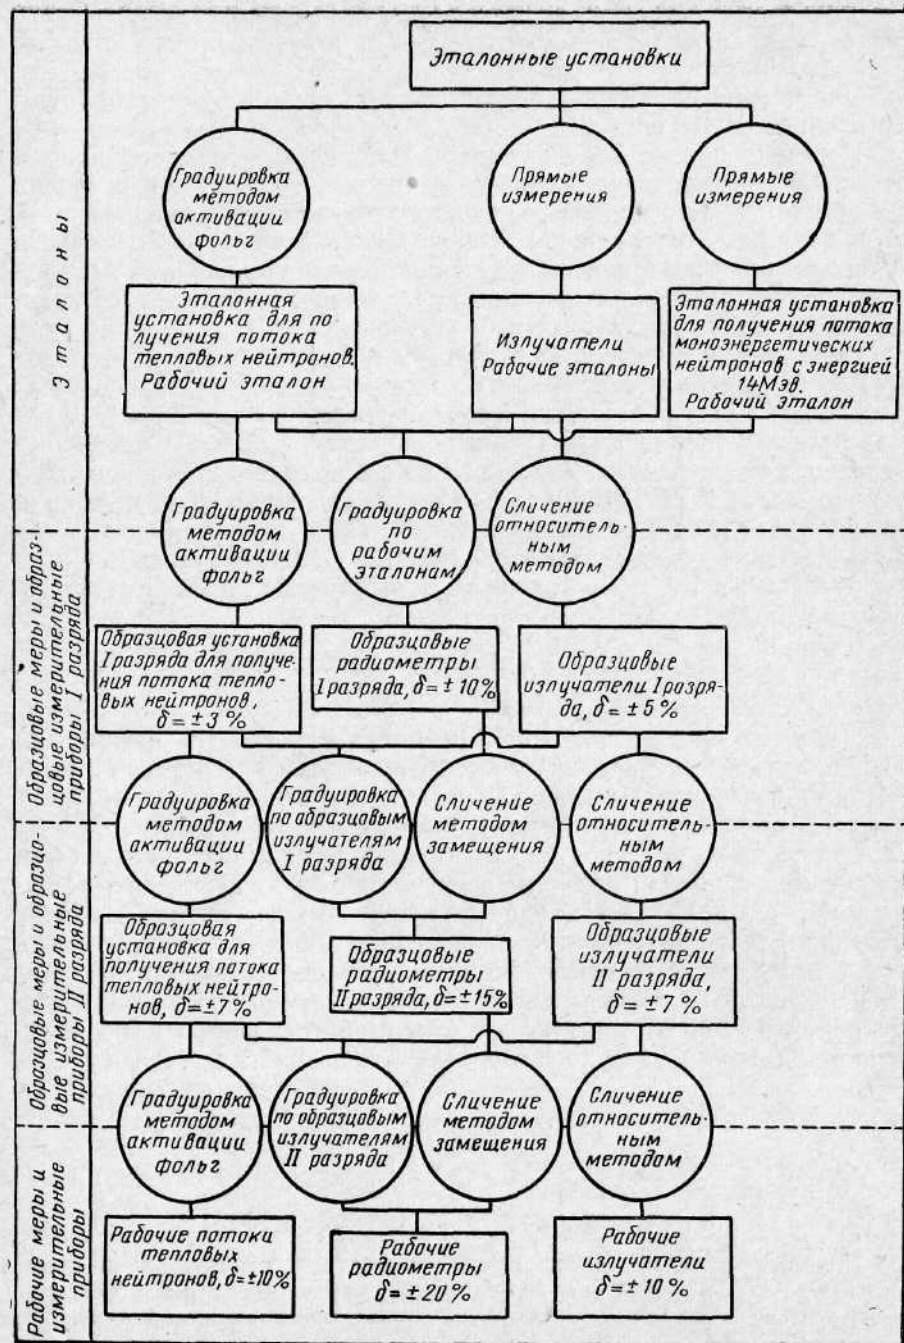 Эталонные установки
Градуировка
методом
активации
фольг
Прямые
измерения
Прямые
измерения
Эталоны
Эталонная
установка для по-
лучения потока
тепловых нейтронов.
Рабочий эталон
Излучатели
Рабочие эталоны
Эталонная установка
для получения потока
моноэнергетических
нейтронов с энергией
14Мэв.
Рабочий эталон
Градуировка
методом
активации
фольг
Градуировка
по
рабочим
эталонам
Сличение
относитель-
ным
методом
Образцовые меры и образ-
цовые измерительные
приборы I разряда
Образцовая установка
I разряда для получе-
ния потока тепло-
вых нейтронов,
δ = ±3 %
Образцовые
радиометры
I разряда, δ = ±10%
Образцовые
излучатели I разря-
да, δ = ±5 %
Градуировка
методом
активации
фольг
Градуировка
по образцовым
излучателям
I разряда
Сличение
методом
замещения
Сличение
относитель-
ным
методом
Образцовые меры и образцо-
вые измерительные
приборы II разряда
Образцовая
установка для
получения потока
тепловых нейтро-
нов, δ=±7%
Образцовые
радиометры
II разряда, δ=±15%
Образцовые
излучатели
II разряда,
δ = ±7 %
Градуировка
методом
активации
фольг
Градуировка
по образцовым
излучателям
II разряда
Сличение
методом
замещения
Сличение
относитель-
ным
методом
Рабочие меры и
измерительные
приборы
Рабочие потоки
тепловых
нейтронов, δ=±10%
Рабочие
радиометры
δ = ±20 %
Рабочие
излучатели
δ = ±10 %